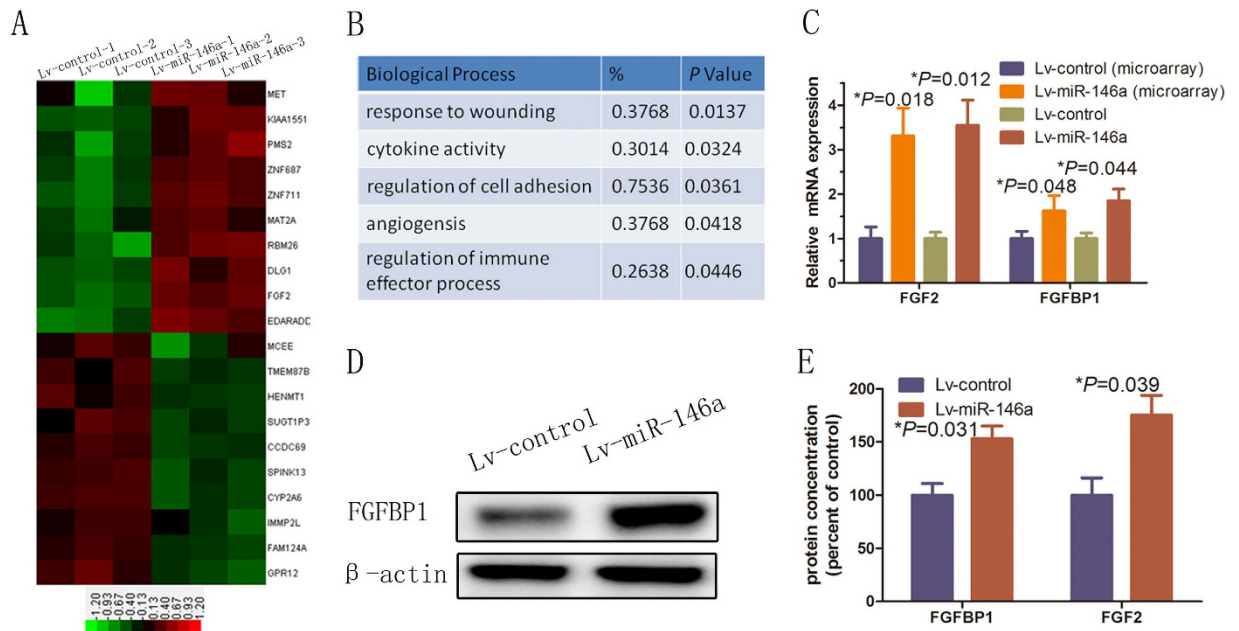 A
Lv-control-1
Lv-control-2
Lv-control-3
Lv-miR-146a-1
Lv-miR-146a-2
Lv-miR-146a-3
MET
KIAA1551
PMS2
ZNF687
ZNF711
MAT2A
RBM26
DLG1
FGF2
EDARADD
MCEE
TMEM87B
HENMT1
SUGT1P3
CCDC69
SPINK13
CYP2A6
IMMP2L
FAM124A
GPR12
-1.20
-0.93
-0.67
-0.40
-0.13
0.13
0.40
0.67
0.93
1.20
B
Biological Process % P Value
response to wounding 0.3768 0.0137
cytokine activity 0.3014 0.0324
regulation of cell adhesion 0.7536 0.0361
angiogensis 0.3768 0.0418
regulation of immune
effector process 0.2638 0.0446
C
Relative mRNA expression
4
3
2
1
0
*P=0.018
*P=0.012
*P=0.048
*P=0.044
Lv-control (microarray)
Lv-miR-146a (microarray)
Lv-control
Lv-miR-146a
FGF2
FGFBP1
D
Lv-control
Lv-miR-146a
FGFBP1
β-actin
E
protein concentration
(percent of control)
200
150
100
50
0
Lv-control
Lv-miR-146a
*P=0.031
*P=0.039
FGFBP1
FGF2